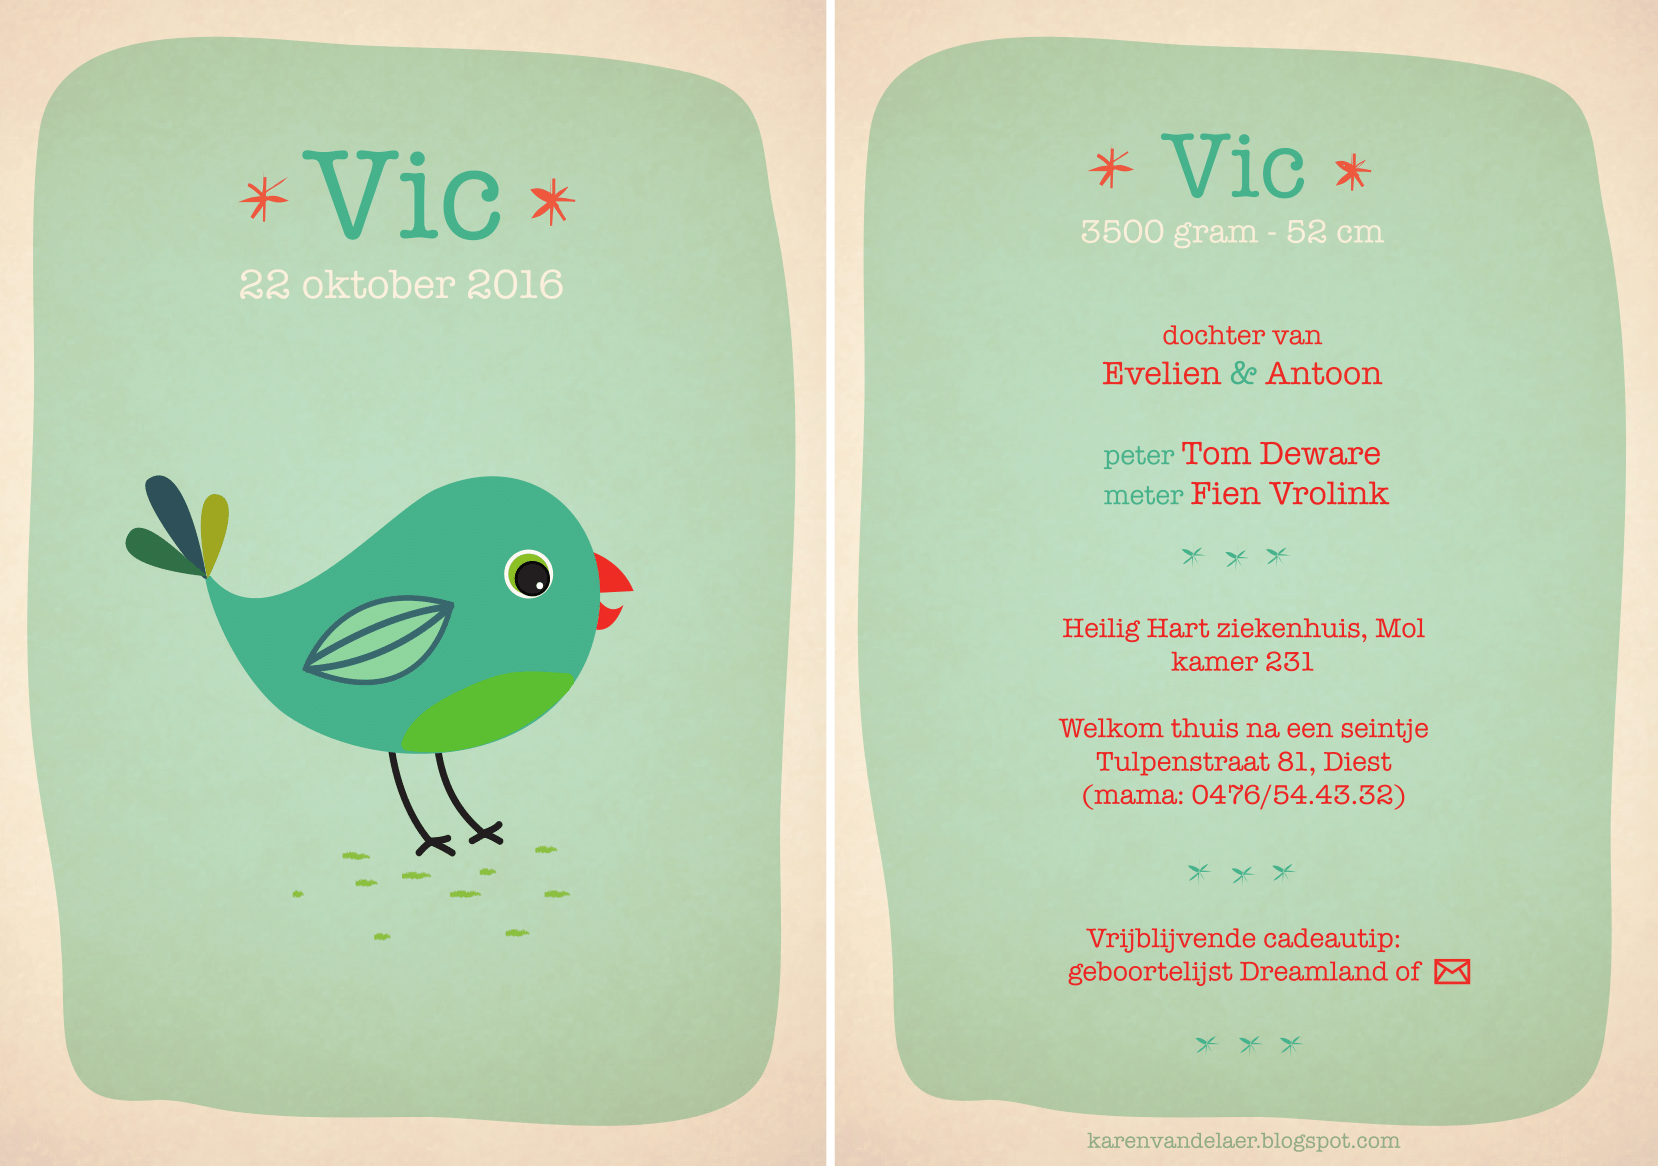 Vic
22 oktober 2016
Vic
3500 gram - 52 cm
dochter van
Evelien & Antoon
peter Tom Deware
meter Fien Vrolink
Heilig Hart ziekenhuis, Mol
kamer 231
Welkom thuis na een seintje
Tulpenstraat 81, Diest
(mama: 0476/54.43.32)
Vrijblijvende cadeautip:
geboortelijst Dreamland of
karenvandelaer.blogspot.com